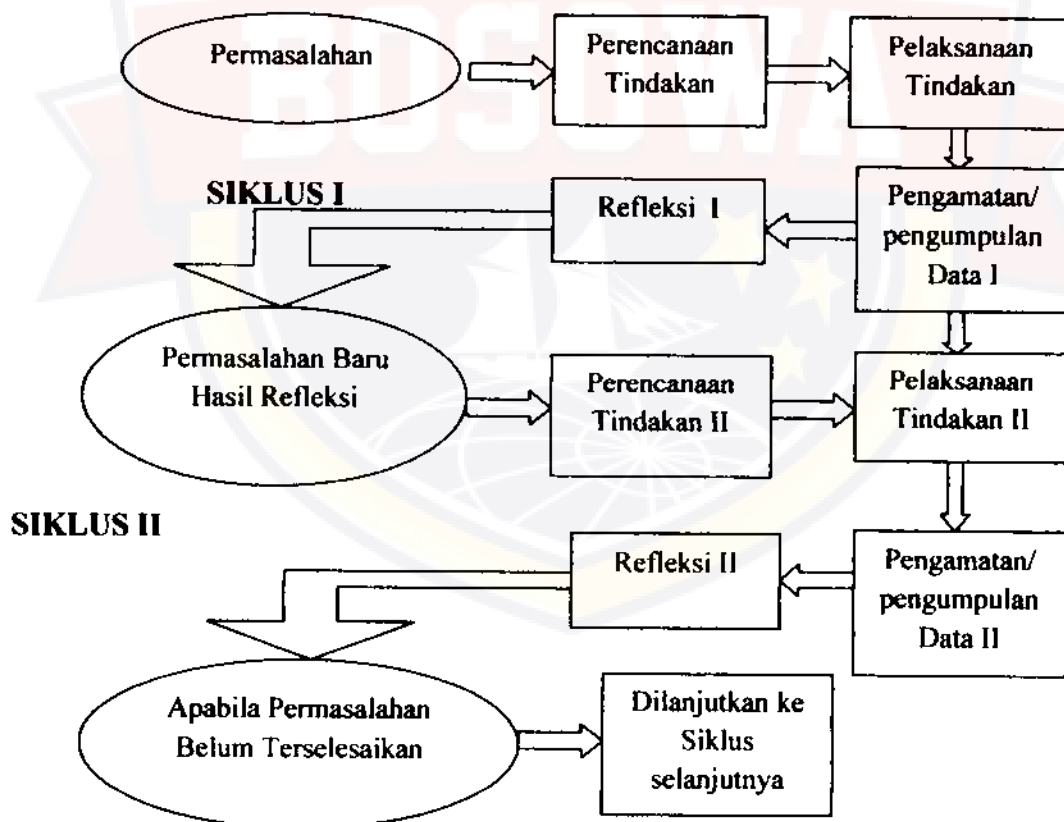 BOSOWA
Permasalahan
Perencanaan
Tindakan
Pelaksanaan
Tindakan
SIKLUS I
Refleksi I
Pengamatan/
pengumpulan
Data I
Permasalahan Baru
Hasil Refleksi
Perencanaan
Tindakan II
Pelaksanaan
Tindakan II
SIKLUS II
Refleksi II
Pengamatan/
pengumpulan
Data II
Apabila Permasalahan
Belum Terselesaikan
Dilanjutkan ke
Siklus
selanjutnya